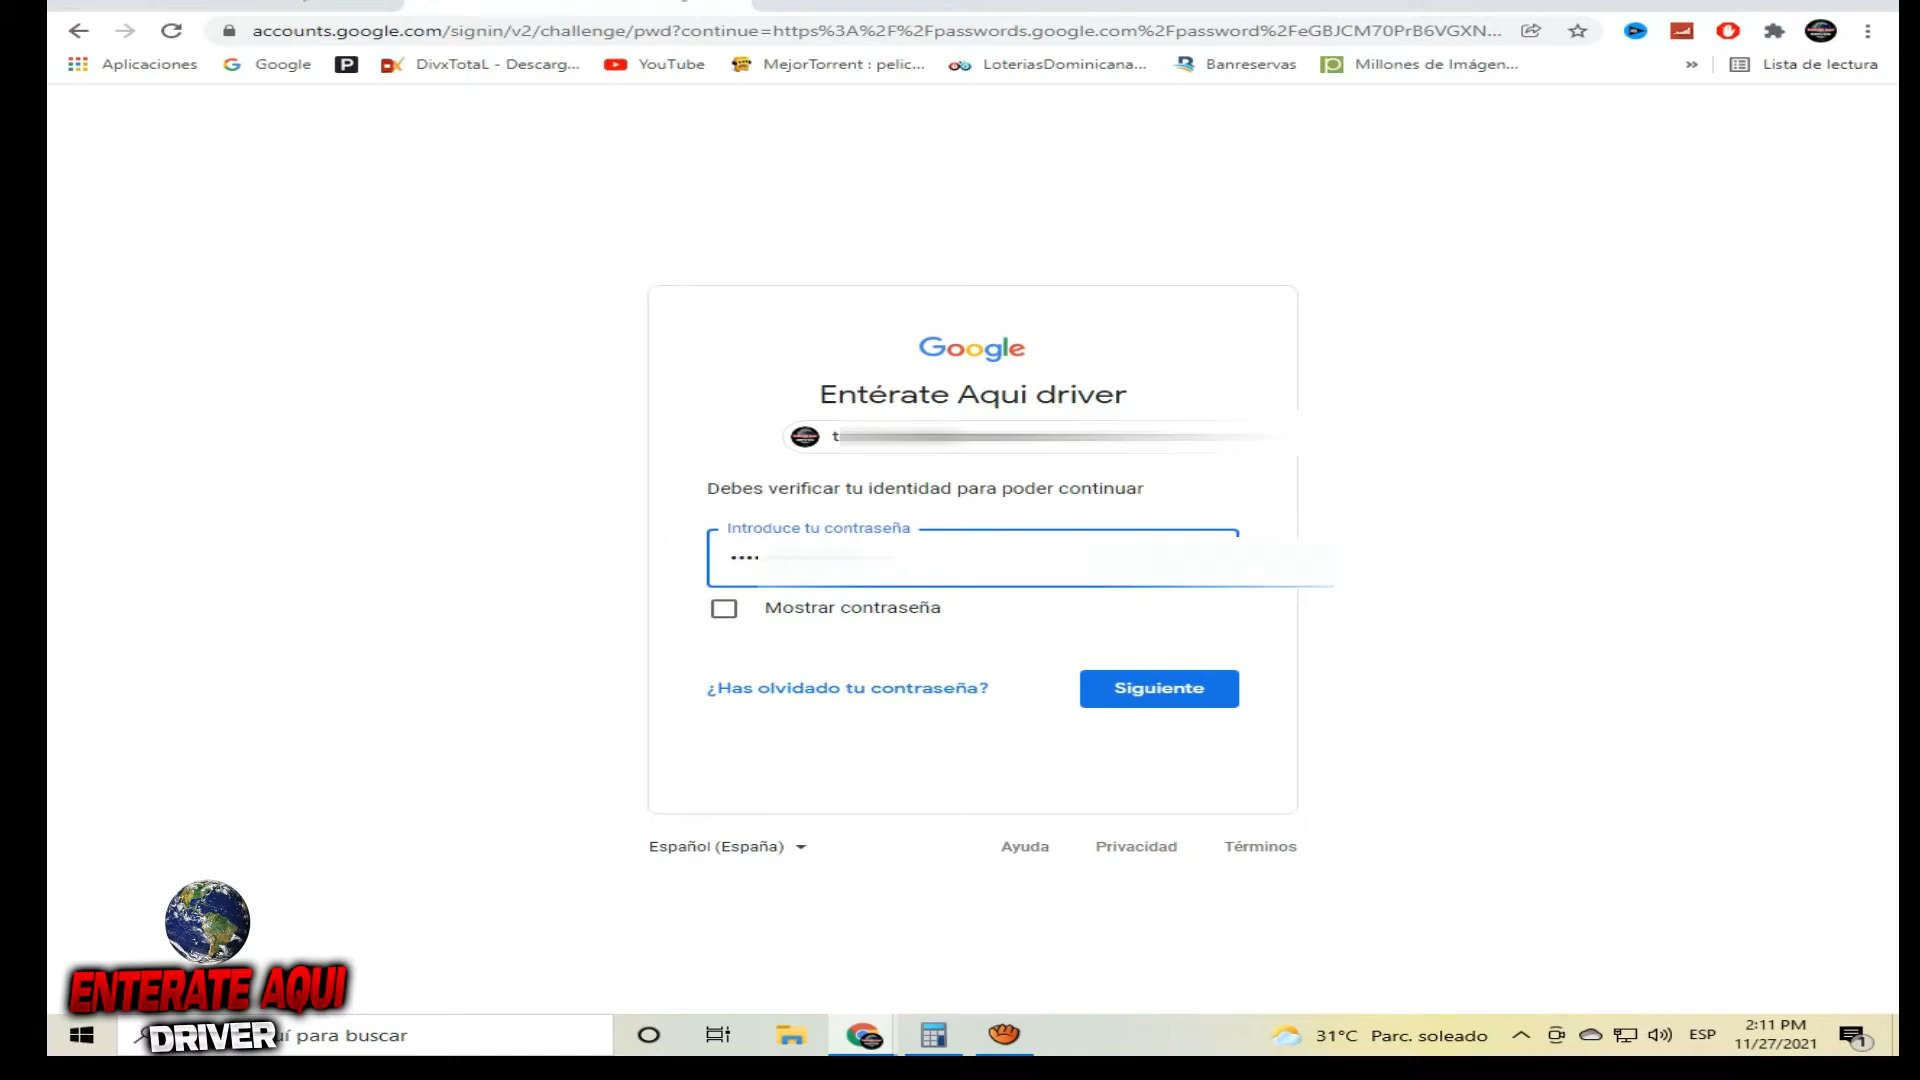 accounts.google.com/signin/v2/challenge/pwd?continue=https%3A%2F%2Fpasswords.google.com%2Fpassword%2FeGBJCM70PrB6VGXN...
Aplicaciones Google DivxTotaL - Descarg... YouTube MejorTorrent : pelic... LoteriasDominicana... Banreservas Millones de Imágen... » Lista de lectura
Google
Entérate Aqui driver
t
Debes verificar tu identidad para poder continuar
Introduce tu contraseña
••••
Mostrar contraseña
¿Has olvidado tu contraseña?
Siguiente
Español (España)
Ayuda Privacidad Términos
ENTERATE AQUI
DRIVER
uí para buscar
31°C Parc. soleado
ESP
2:11 PM
11/27/2021
1